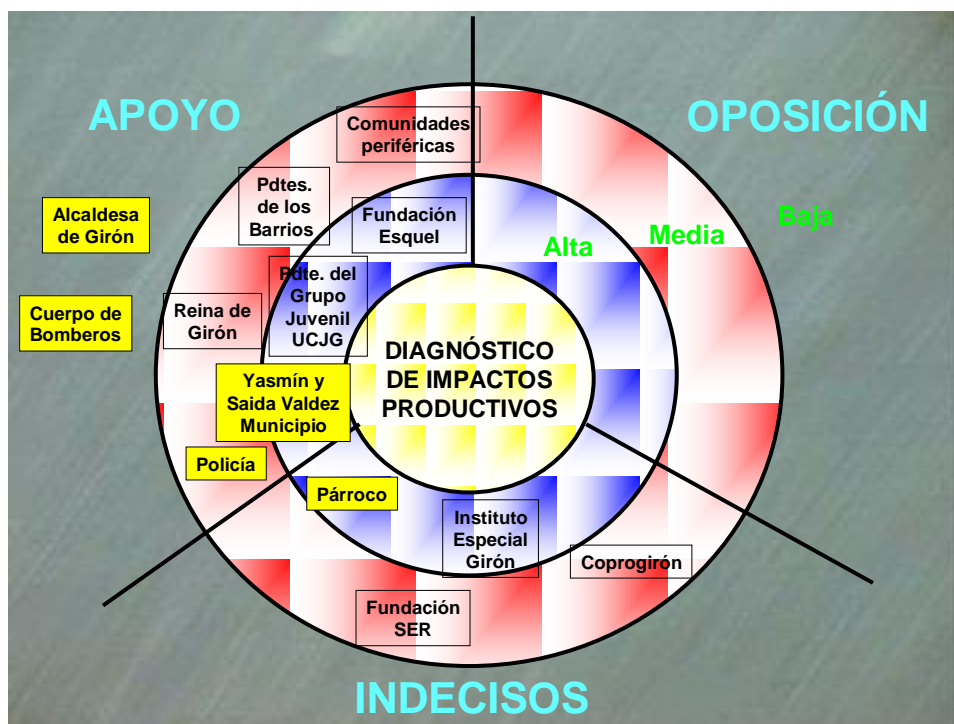 APOYO
OPOSICIÓN
Comunidades
periféricas
Pdtes.
de los
Barrios
Fundación
Esquel
Alcaldesa
de Girón
Alta
Media
Baja
Pdte. del
Grupo
Juvenil
UCJG
Cuerpo de
Bomberos
Reina de
Girón
DIAGNÓSTICO
DE IMPACTOS
PRODUCTIVOS
Yasmín y
Saida Valdez
Municipio
Policía
Párroco
Instituto
Especial
Girón
Coprogirón
Fundación
SER
INDECISOS